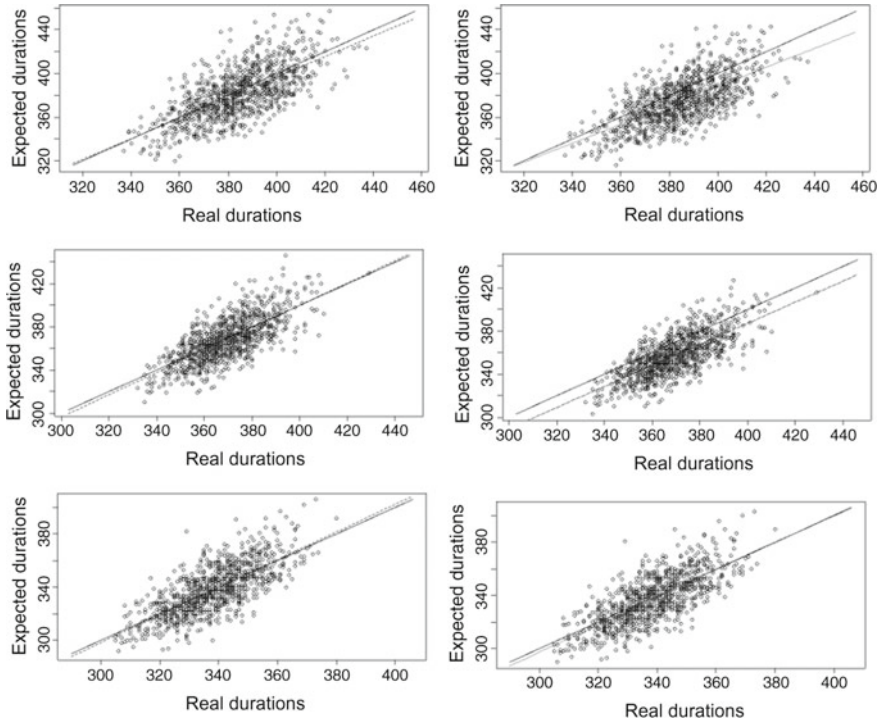 Expected durations
320 360 400 440
320 340 360 380 400 420 440 460
Real durations
Expected durations
320 360 400 440
320 340 360 380 400 420 440 460
Real durations
Expected durations
300 340 380 420
300 320 340 360 380 400 420 440
Real durations
Expected durations
300 340 380 420
300 320 340 360 380 400 420 440
Real durations
Expected durations
300 340 380
300 320 340 360 380 400
Real durations
Expected durations
300 340 380
300 320 340 360 380 400
Real durations